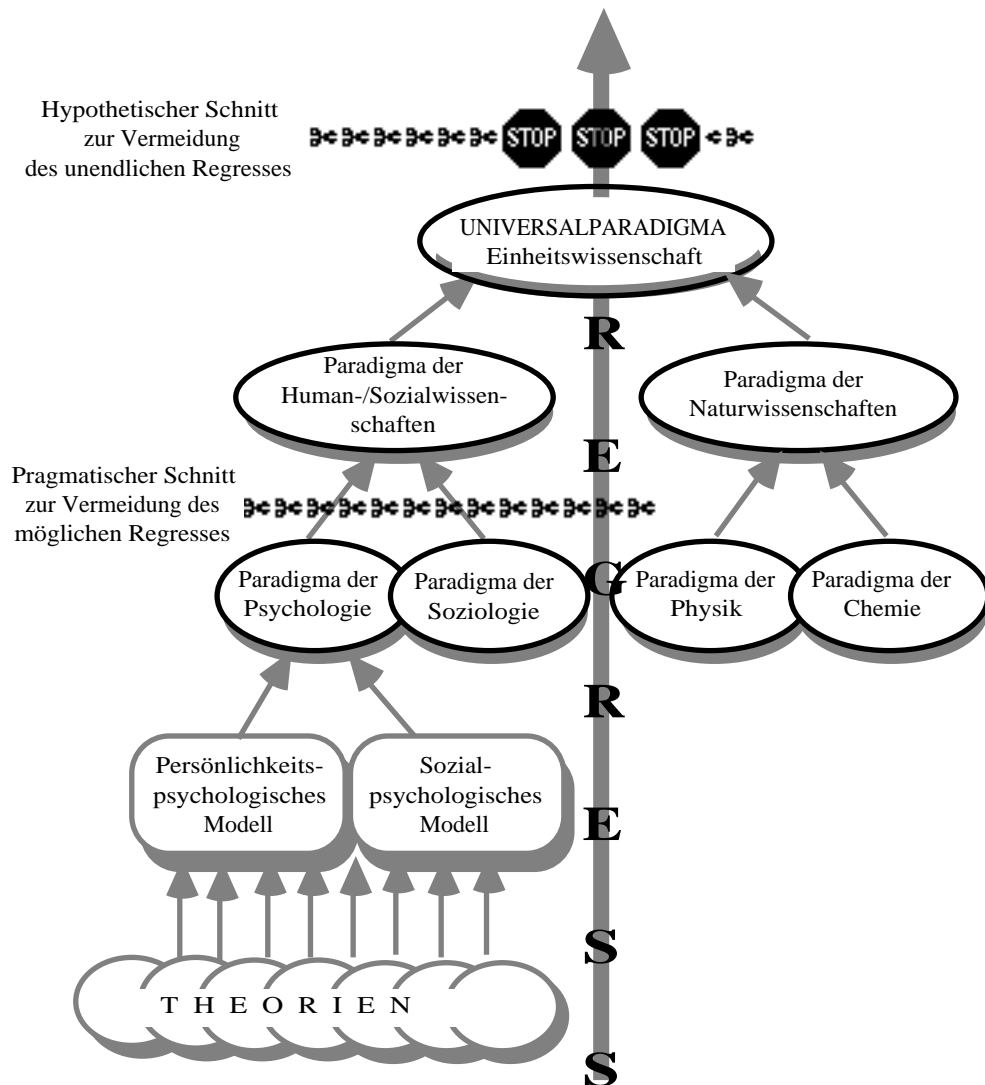 Hypothetischer Schnitt
zur Vermeidung
des unendlichen Regresses
STOP STOP STOP
UNIVERSALPARADIGMA
Einheitswissenschaft
Paradigma der
Human-/Sozialwissen-
schaften
Paradigma der
Naturwissenschaften
Pragmatischer Schnitt
zur Vermeidung des
möglichen Regresses
Paradigma der
Psychologie
Paradigma der
Soziologie
Paradigma der
Physik
Paradigma der
Chemie
Persönlichkeits-
psychologisches
Modell
Sozial-
psychologisches
Modell
T H E O R I E N
R
E
G
R
E
S
S